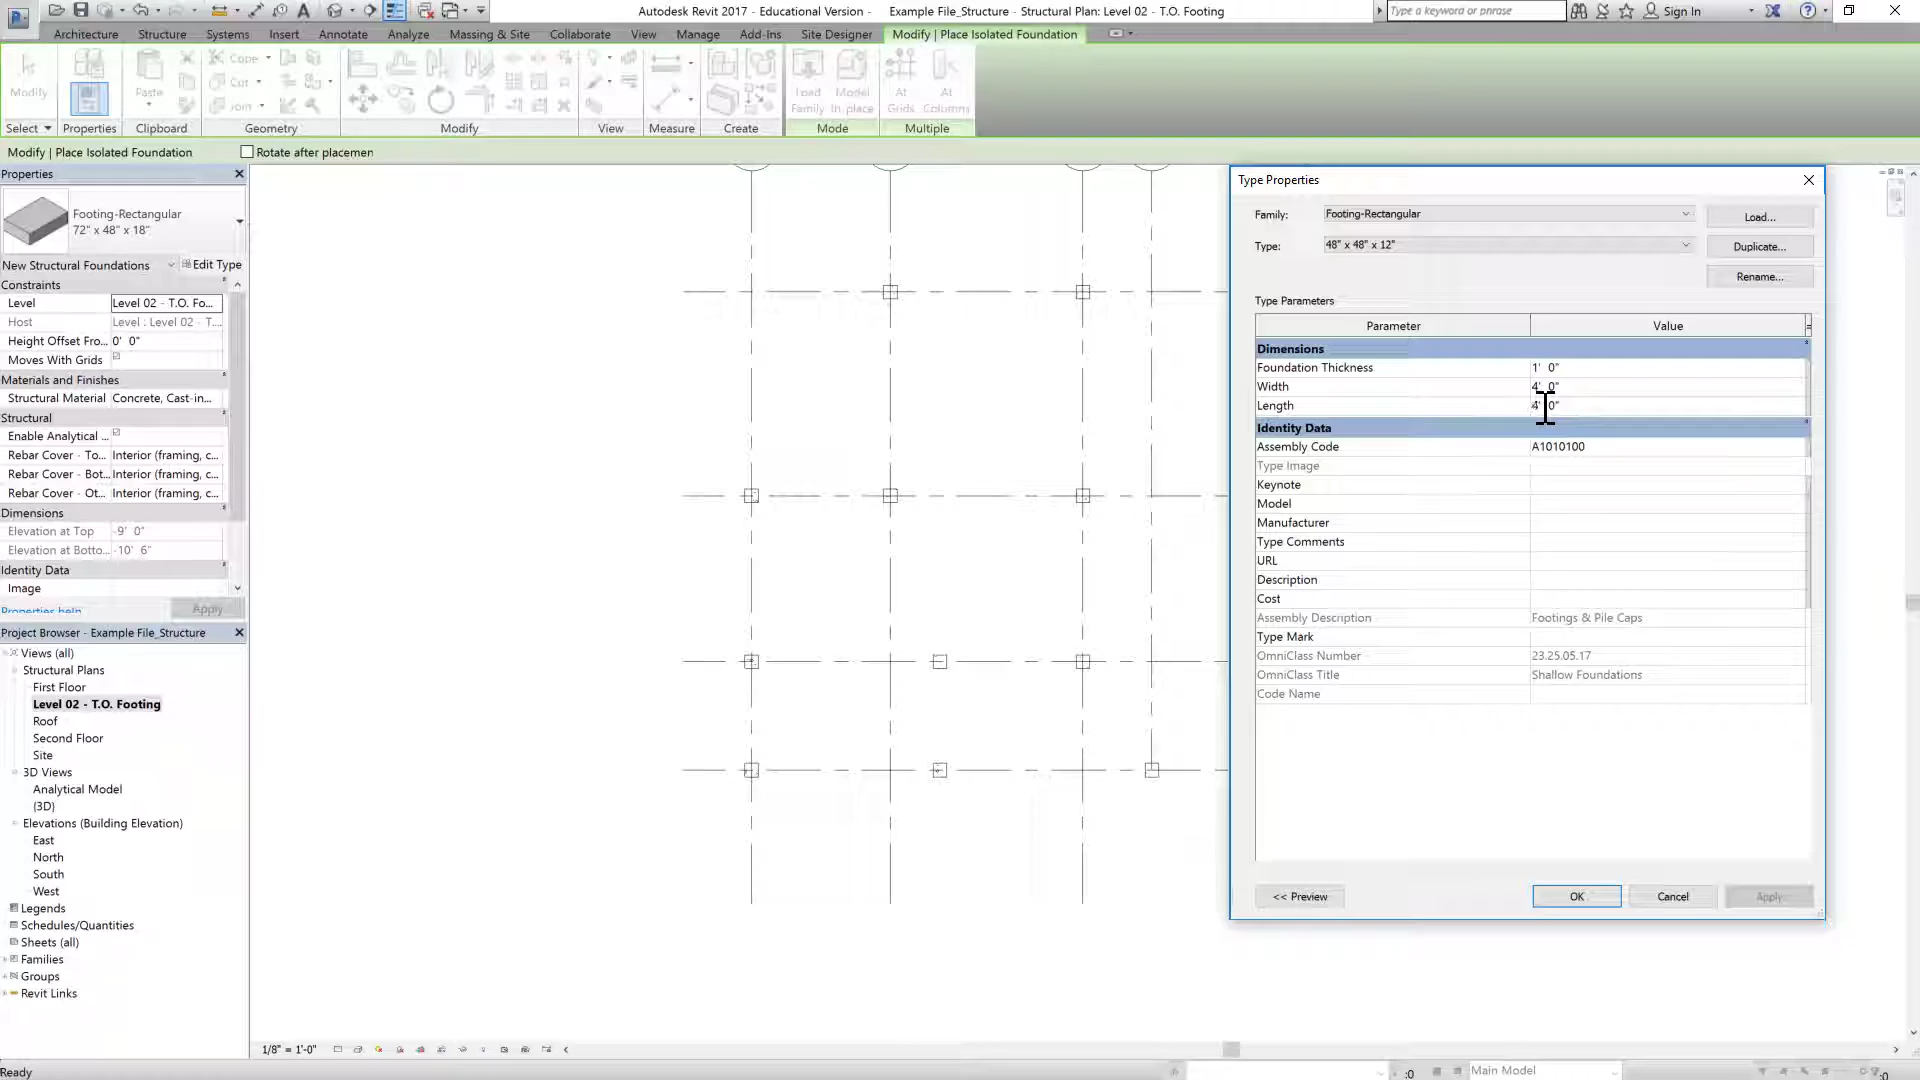 Autodesk Revit 2017 - Educational Version - Example File_Structure - Structural Plan: Level 02 - T.O. Footing
Type a keyword or phrase
Sign In
Architecture Structure Systems Insert Annotate Analyze Massing & Site Collaborate View Manage Add-Ins Site Designer Modify | Place Isolated Foundation
Modify
Paste
Cope
Cut
Join
Load Family
Model In-place
At Grids
At Columns
Select Properties Clipboard Geometry Modify View Measure Create Mode Multiple
Modify | Place Isolated Foundation
Rotate after placemen
Properties
Footing-Rectangular
72" x 48" x 18"
New Structural Foundations
Edit Type
Constraints
Level Level 02 - T.O. Fo...
Host Level : Level 02 - T....
Height Offset Fro... 0' 0"
Moves With Grids
Materials and Finishes
Structural Material Concrete, Cast-in...
Structural
Enable Analytical ...
Rebar Cover - To... Interior (framing, c...
Rebar Cover - Bot... Interior (framing, c...
Rebar Cover - Ot... Interior (framing, c...
Dimensions
Elevation at Top -9' 0"
Elevation at Botto... -10' 6"
Identity Data
Image
Properties help
Apply
Project Browser - Example File_Structure
Views (all)
Structural Plans
First Floor
Level 02 - T.O. Footing
Roof
Second Floor
Site
3D Views
Analytical Model
{3D}
Elevations (Building Elevation)
East
North
South
West
Legends
Schedules/Quantities
Sheets (all)
Families
Groups
Revit Links
Type Properties
Family: Footing-Rectangular Load...
Type: 48" x 48" x 12" Duplicate...
Rename...
Type Parameters
Parameter Value
=
Dimensions
Foundation Thickness 1' 0"
Width 4' 0"
Length 4' 0"
Identity Data
Assembly Code A1010100
Type Image
Keynote
Model
Manufacturer
Type Comments
URL
Description
Cost
Assembly Description Footings & Pile Caps
Type Mark
OmniClass Number 23.25.05.17
OmniClass Title Shallow Foundations
Code Name
<< Preview OK Cancel Apply
1/8" = 1'-0"
Ready
:0
Main Model
:0